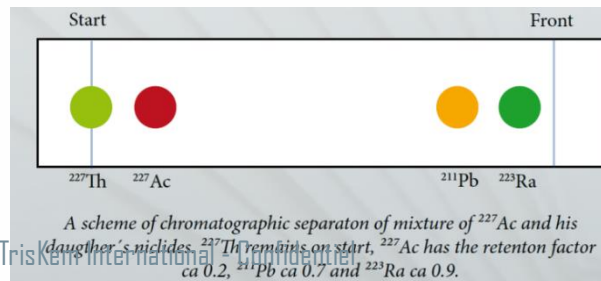 Start Front
²²⁷Th ²²⁷Ac ²¹¹Pb ²²³Ra
A scheme of chromatographic separaton of mixture of ²²⁷Ac and his
daugther´s niclides. ²²⁷Th remains on start, ²²⁷Ac has the retenton factor
TrisKem International - Confidentiel
ca 0.2, ²¹¹Pb ca 0.7 and ²²³Ra ca 0.9.